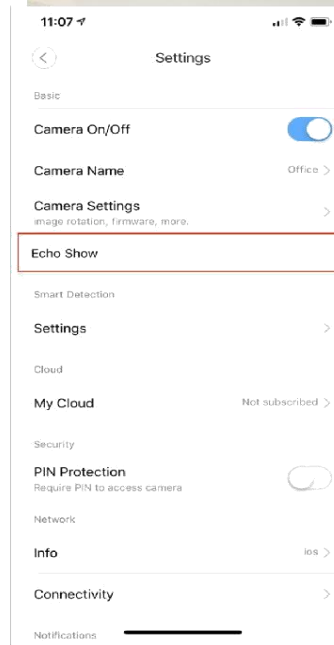 11:07
Settings
Basic
Camera On/Off
Camera Name Office
Camera Settings
image rotation, firmware, more.
Echo Show
Smart Detection
Settings
Cloud
My Cloud Not subscribed
Security
PIN Protection
Require PIN to access camera
Network
Info ios
Connectivity
Notifications